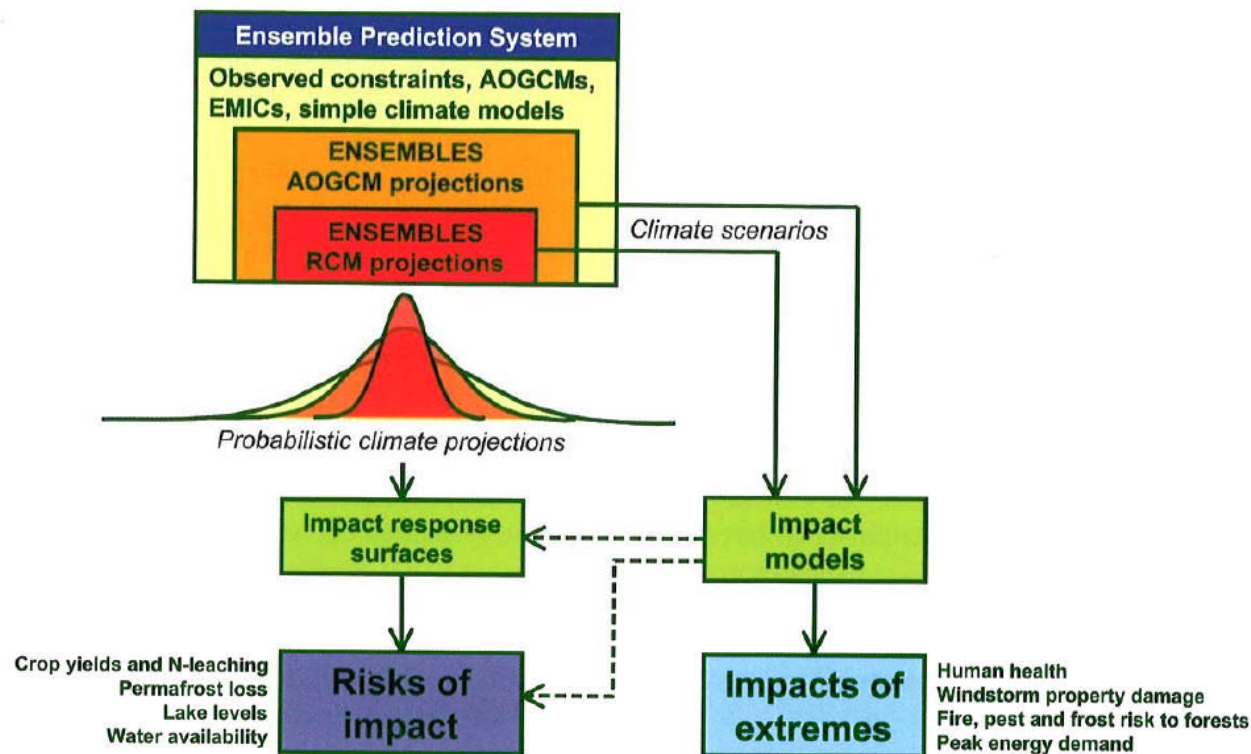 Ensemble Prediction System
Observed constraints, AOGCMs,
EMICs, simple climate models
ENSEMBLES
AOGCM projections
ENSEMBLES
RCM projections
Climate scenarios
Probabilistic climate projections
Impact response
surfaces
Impact
models
Crop yields and N-leaching
Permafrost loss
Lake levels
Water availability
Risks of
impact
Impacts of
extremes
Human health
Windstorm property damage
Fire, pest and frost risk to forests
Peak energy demand